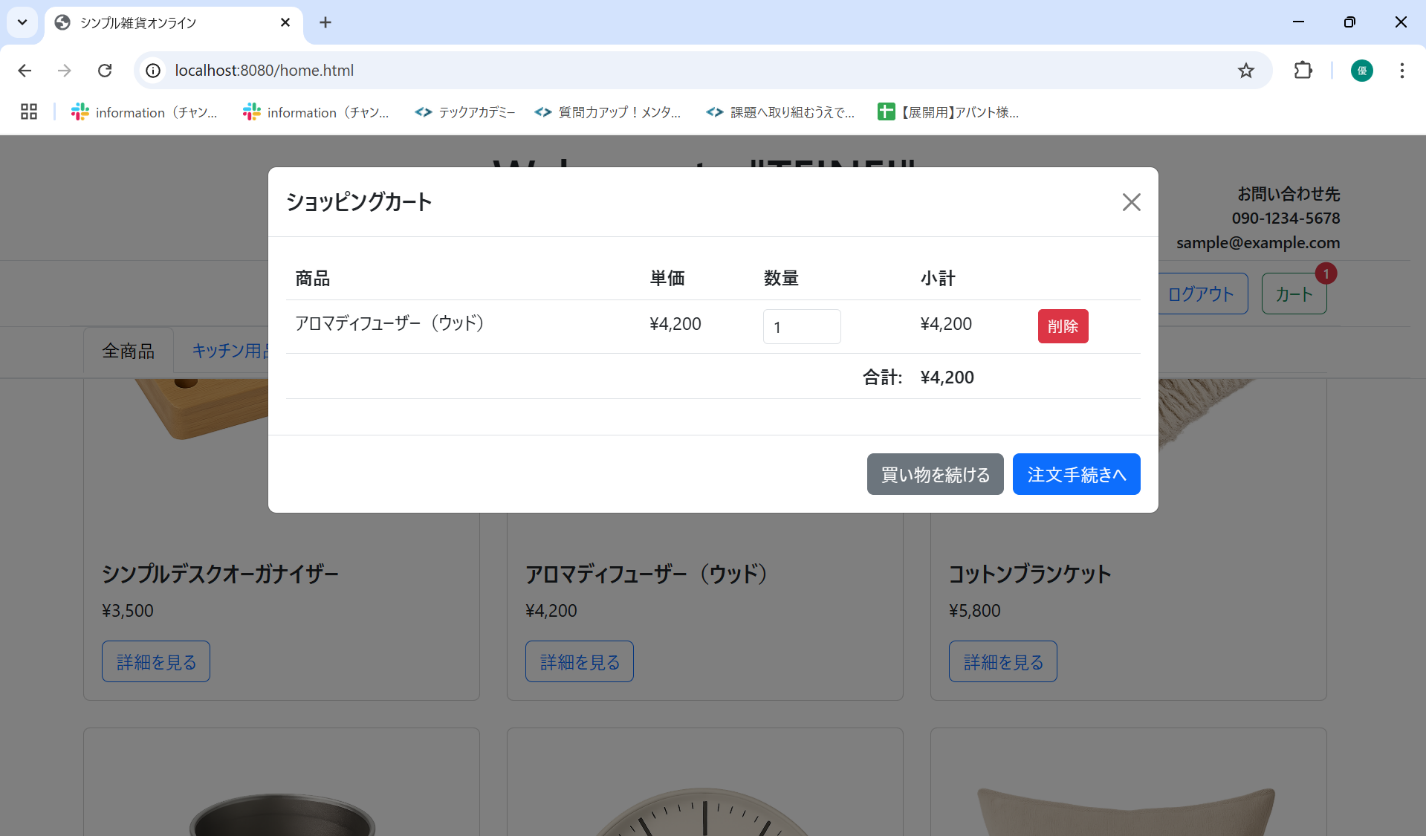 シンプル雑貨オンライン
localhost:8080/home.html
優
information（チャン...
information（チャン...
テックアカデミー
質問力アップ！メンタ...
課題へ取り組むうえで...
【展開用】アバント様...
お問い合わせ先
090-1234-5678
sample@example.com
ログアウト
カート
1
全商品
キッチン用品
ショッピングカート
商品 単価 数量 小計
アロマディフューザー（ウッド） ¥4,200 1 ¥4,200 削除
合計: ¥4,200
買い物を続ける 注文手続きへ
シンプルデスクオーガナイザー
¥3,500
詳細を見る
アロマディフューザー（ウッド）
¥4,200
詳細を見る
コットンブランケット
¥5,800
詳細を見る